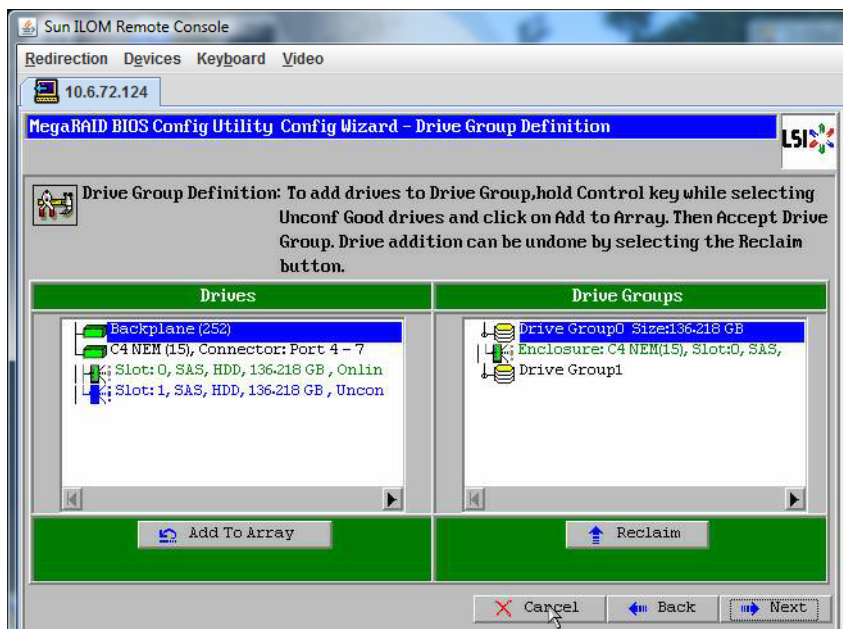 Sun ILOM Remote Console
Redirection Devices Keyboard Video
10.6.72.124
MegaRAID BIOS Config Utility Config Wizard - Drive Group Definition
LSI
Drive Group Definition: To add drives to Drive Group,hold Control key while selecting
Unconf Good drives and click on Add to Array. Then Accept Drive
Group. Drive addition can be undone by selecting the Reclaim
button.
Drives
Backplane (252)
C4 NEM (15), Connector: Port 4 - 7
Slot: 0, SAS, HDD, 136.218 GB , Onlin
Slot: 1, SAS, HDD, 136.218 GB , Uncon
Add To Array
Drive Groups
Drive Group0 Size:136.218 GB
Enclosure: C4 NEM(15), Slot:0, SAS,
Drive Group1
Reclaim
Cancel Back Next